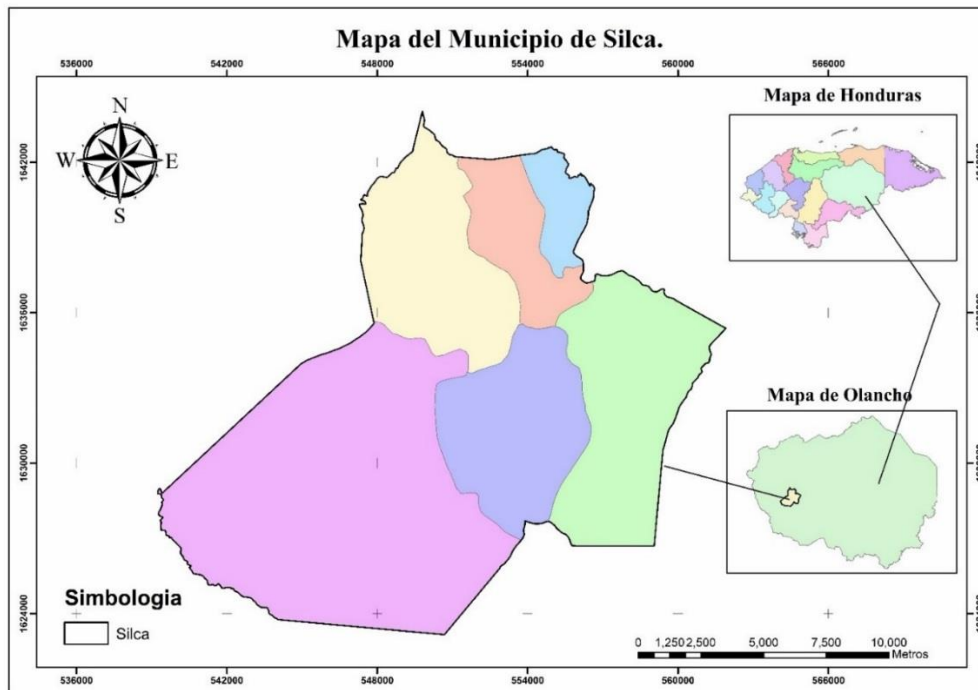 Mapa del Municipio de Silca.
536000 542000 548000 554000 560000 566000
N
W E
S
1642000
1636000
1630000
1624000
Mapa de Honduras
Mapa de Olancho
Simbologia
Silca
0 1,250 2,500 5,000 7,500 10,000
Metros
536000 542000 548000 554000 560000 566000